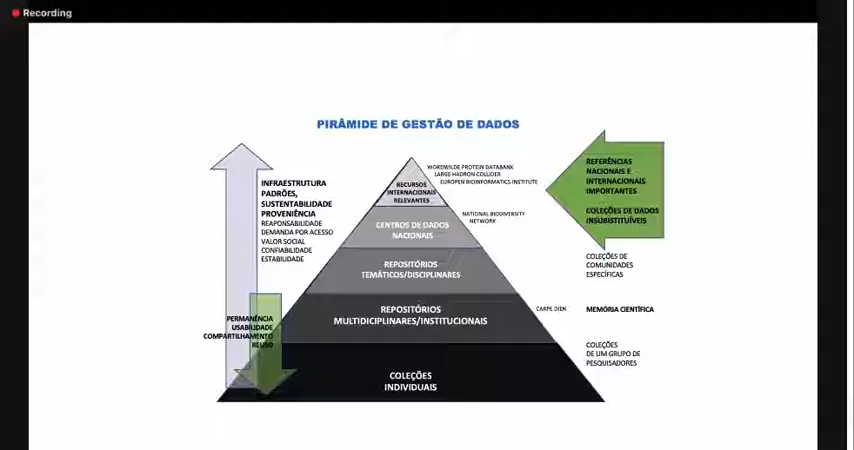 Recording
PIRÂMIDE DE GESTÃO DE DADOS
INFRAESTRUTURA
PADRÕES,
SUSTENTABILIDADE
PROVENIÊNCIA
REAPONSABILIDADE
DEMANDA POR ACESSO
VALOR SOCIAL
CONFIABILIDADE
ESTABILIDADE
PERMANÊNCIA
USABILIDADE
COMPARTILHAMENTO
REUSO
RECURSOS
INTERNACIONAIS
RELEVANTES
CENTROS DE DADOS
NACIONAIS
REPOSITÓRIOS
TEMÁTICOS/DISCIPLINARES
REPOSITÓRIOS
MULTIDICIPLINARES/INSTITUCIONAIS
COLEÇÕES
INDIVIDUAIS
WORDWILDE PROTEIN DATABANK
LARGE HADRON COLLIDER
EUROPEN BIOINFORMATICS INSTITUTE
NATIONAL BIODIVERSITY
NETWORK
CARPE DIEN
REFERÊNCIAS
NACIONAIS E
INTERNACIONAIS
IMPORTANTES
COLEÇÕES DE DADOS
INSUBSTITUÍVEIS
COLEÇÕES DE
COMUNIDADES
ESPECÍFICAS
MEMÓRIA CIENTÍFICA
COLEÇÕES
DE UM GRUPO DE
PESQUISADORES